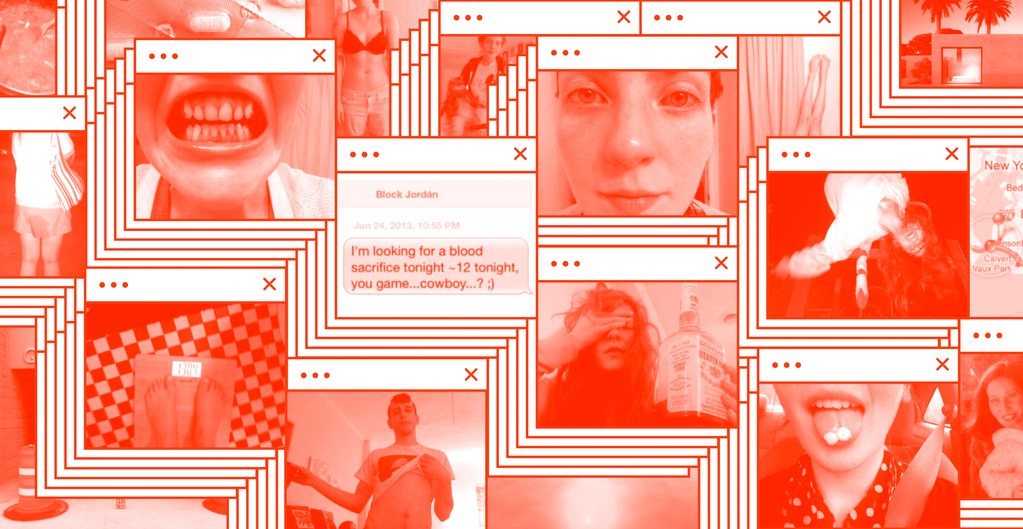 Block Jordán
Jun 24, 2013, 10:55 PM
I'm looking for a blood
sacrifice tonight ~12 tonight,
you game...cowboy...? ;)
New Yo
Bed
Calvert
Vaux Park